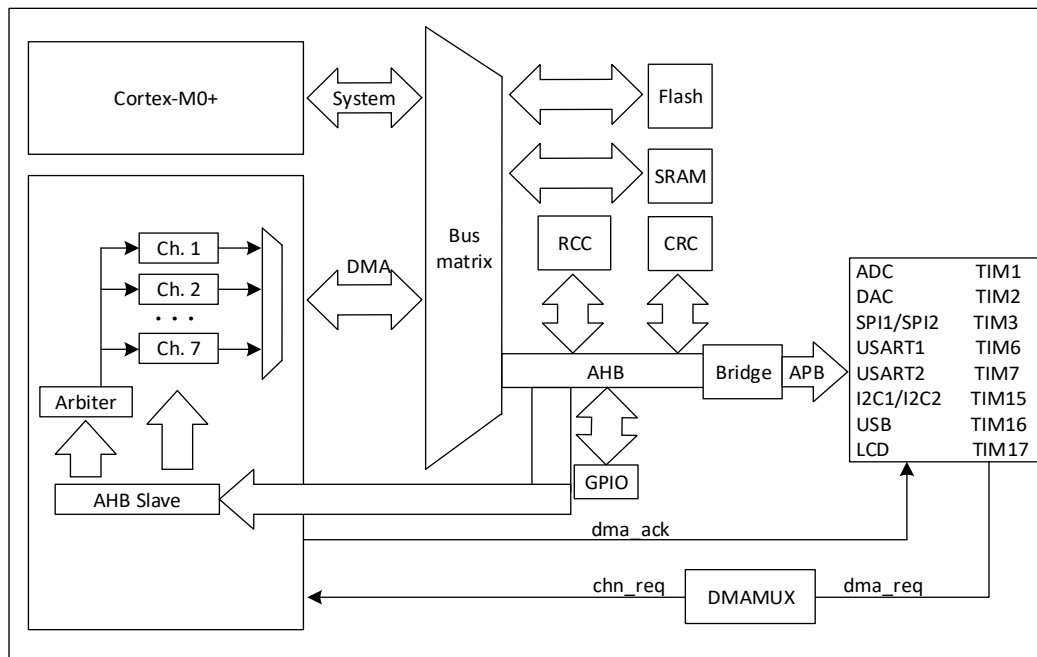 Cortex-M0+
System
Flash
SRAM
Bus
matrix
RCC
CRC
Ch. 1
Ch. 2
. . .
Ch. 7
DMA
Arbiter
AHB Slave
AHB
Bridge
APB
GPIO
ADC TIM1
DAC TIM2
SPI1/SPI2 TIM3
USART1 TIM6
USART2 TIM7
I2C1/I2C2 TIM15
USB TIM16
LCD TIM17
dma_ack
chn_req
DMAMUX
dma_req